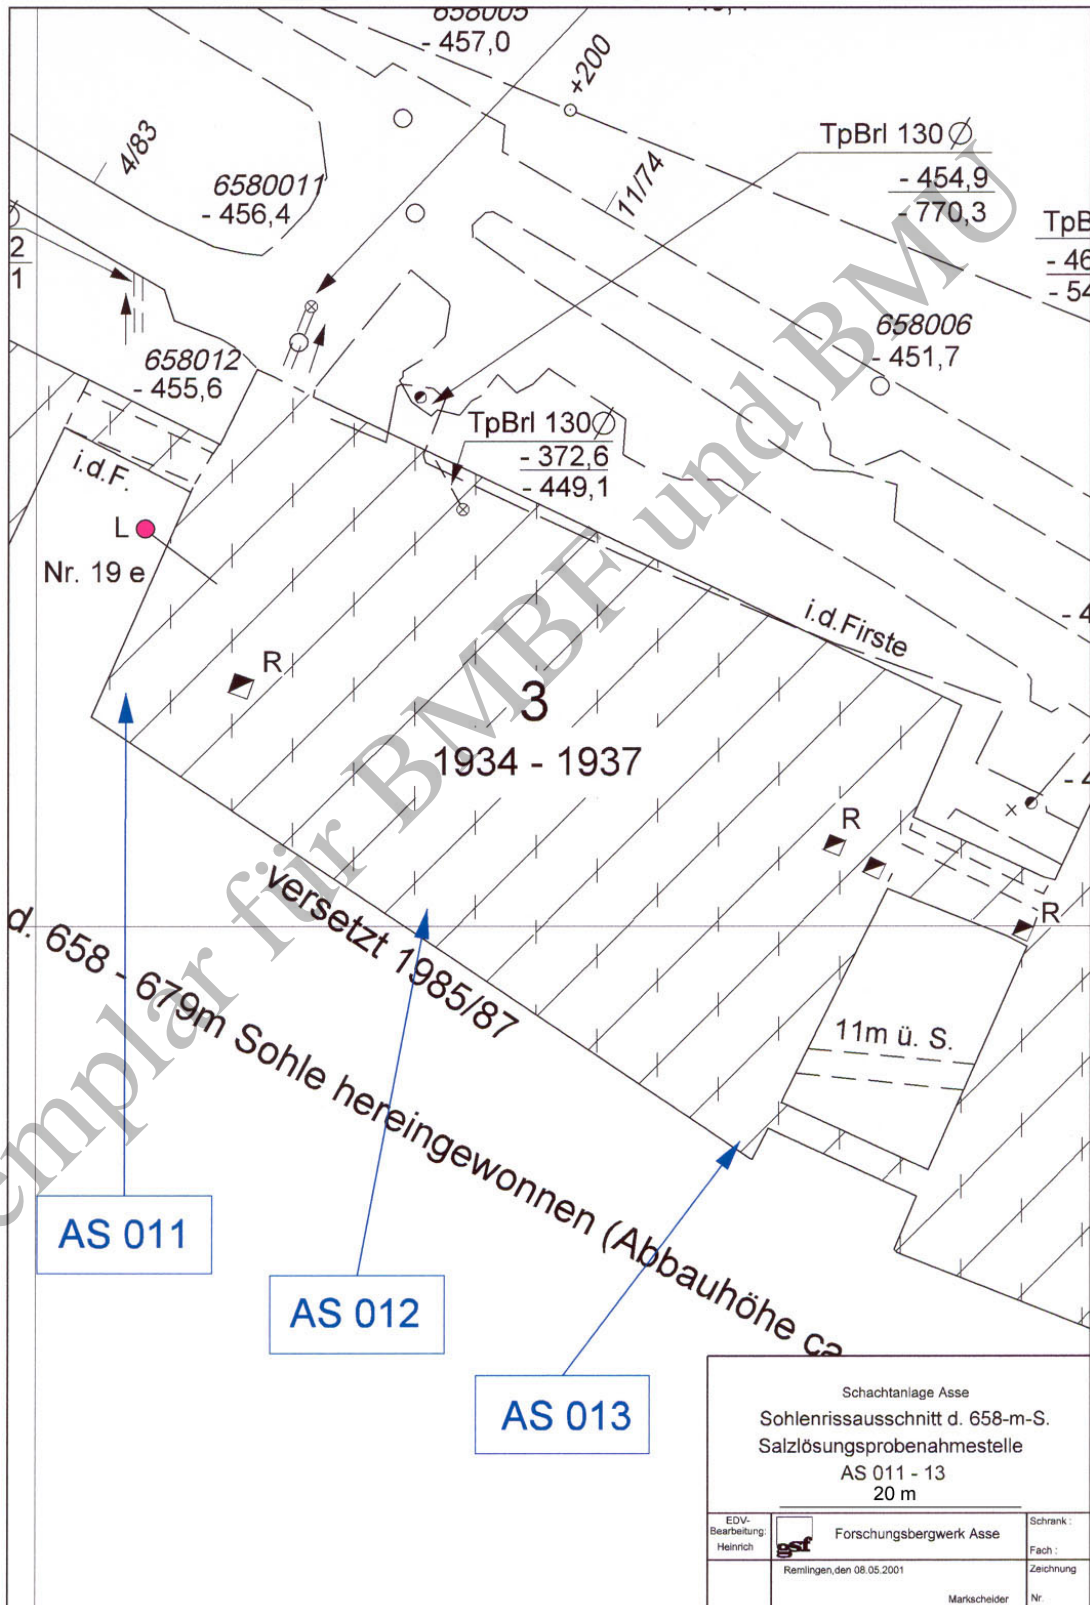 658005
- 457,0
+200
4/83
6580011
- 456,4
11/74
TpBrl 130 Ø
- 454,9
- 770,3
TpB
- 46
- 54
2
1
658006
- 451,7
658012
- 455,6
TpBrl 130 Ø
- 372,6
- 449,1
i.d.F.
L
Nr. 19 e
R
i.d.Firste
- 4
3
1934 - 1937
- 4
R
R
versetzt 1985/87
d. 658 - 679m Sohle hereingewonnen (Abbauhöhe ca
11m ü. S.
emplar für BMBF und BMU
AS 011
AS 012
AS 013
Schachtanlage Asse
Sohlenrissausschnitt d. 658-m-S.
Salzlösungsprobenahmestelle
AS 011 - 13
20 m
EDV-
Bearbeitung:
Heinrich
gsf
Forschungsbergwerk Asse
Schrank :
Fach :
Remlingen,den 08.05.2001
Markscheider
Zeichnung
Nr.